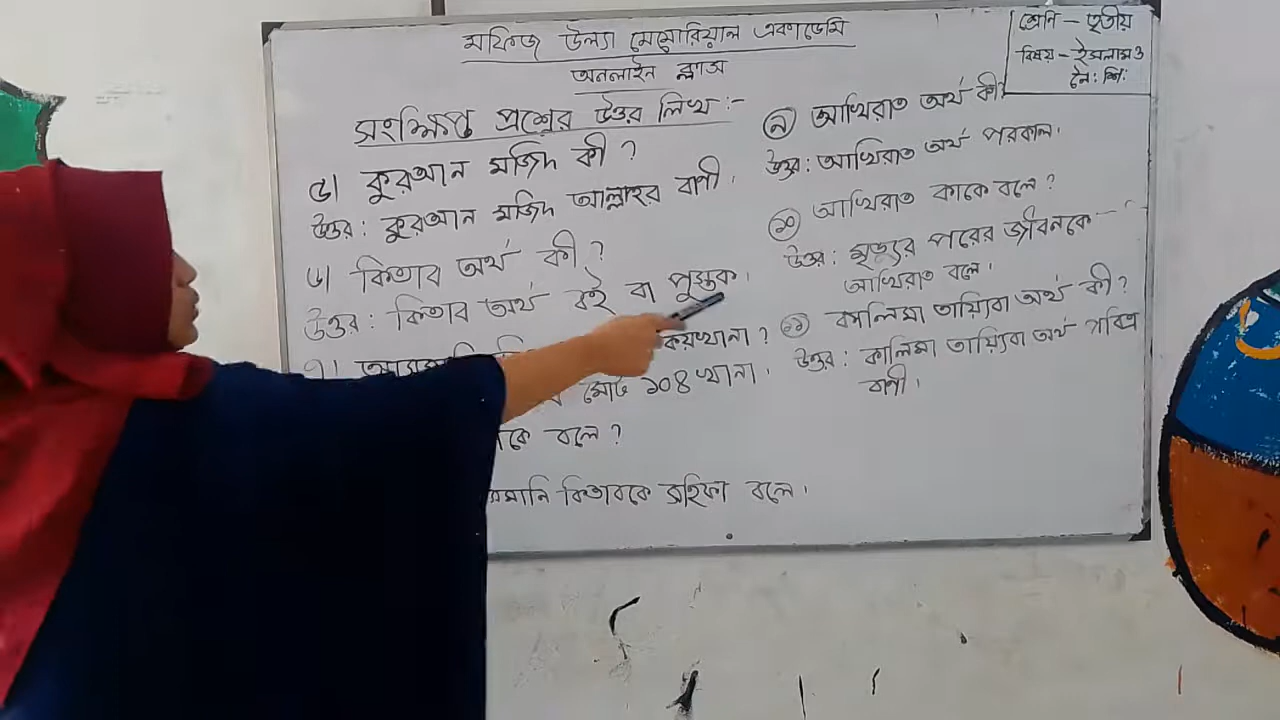 মফিজ উল্যা মেমোরিয়াল একাডেমি
অনলাইন ক্লাস
শ্রেনি - তৃতীয়
বিষয় - ইসলাম ও
নৈ: শি:
সংক্ষিপ্ত প্রশ্নের উত্তর লিখ :-
৫। কুরআন মজিদ কী ?
উত্তর : কুরআন মজিদ আল্লাহর বাণী ।
৬। কিতাব অর্থ কী ?
উত্তর : কিতাব অর্থ বই বা পুস্তক ।
৭। কয়খানা ?
মোট ১০৪ খানা ।
কে বলে ?
মানি কিতাবকে সহিফা বলে ।
৯ আখিরাত অর্থ কী
উত্তর : আখিরাত অর্থ পরকাল ।
১০ আখিরাত কাকে বলে ?
উত্তর : মৃত্যুর পরের জীবনকে
আখিরাত বলে ।
১১ কালিমা তায়্যিবা অর্থ কী ?
উত্তর : কালিমা তায়্যিবা অর্থ পবিত্র
বাণী ।